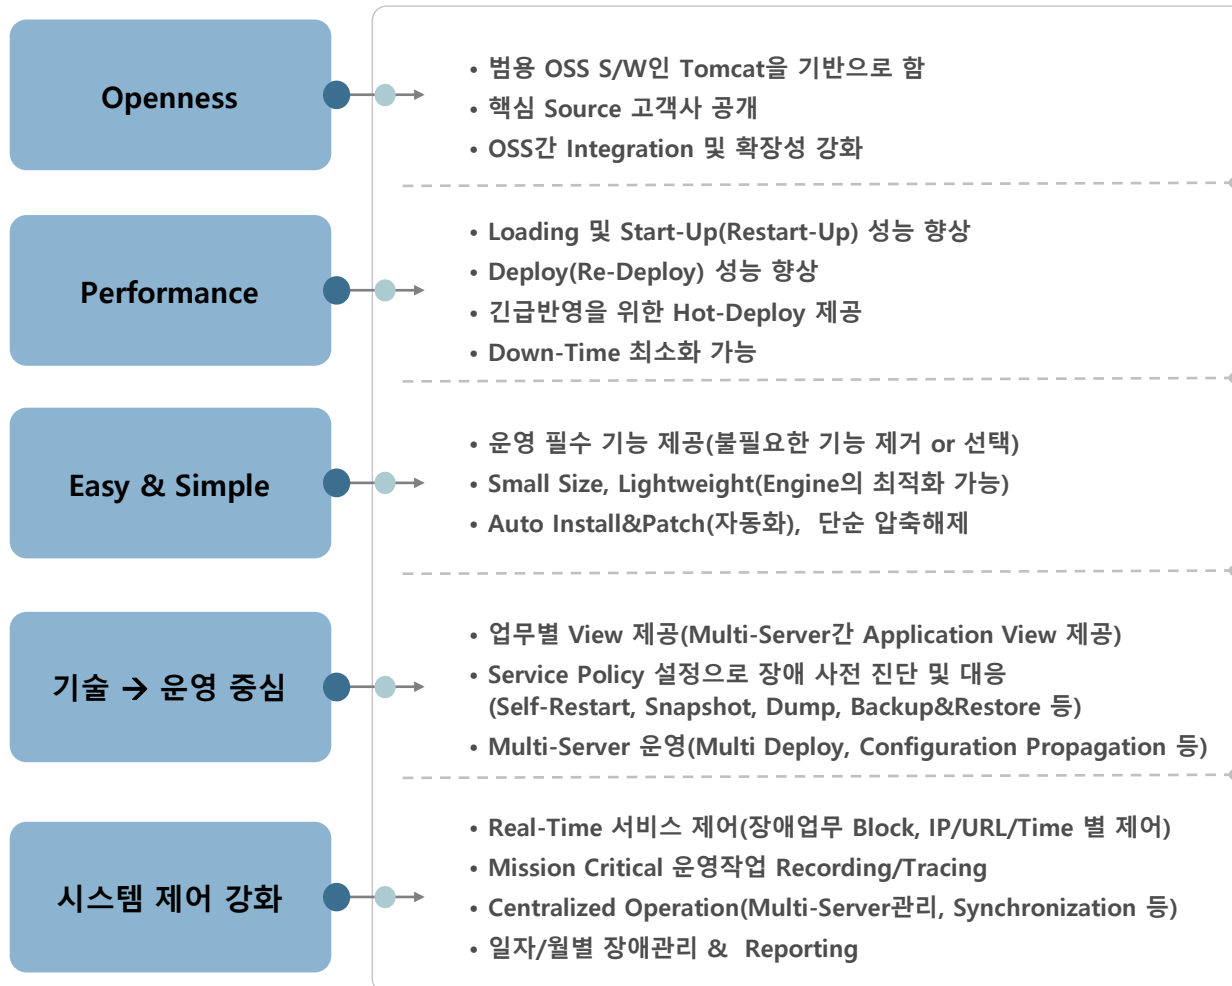 Openness
• 범용 OSS S/W인 Tomcat을 기반으로 함
• 핵심 Source 고객사 공개
• OSS간 Integration 및 확장성 강화
Performance
• Loading 및 Start-Up(Restart-Up) 성능 향상
• Deploy(Re-Deploy) 성능 향상
• 긴급반영을 위한 Hot-Deploy 제공
• Down-Time 최소화 가능
Easy & Simple
• 운영 필수 기능 제공(불필요한 기능 제거 or 선택)
• Small Size, Lightweight(Engine의 최적화 가능)
• Auto Install&Patch(자동화), 단순 압축해제
기술 → 운영 중심
• 업무별 View 제공(Multi-Server간 Application View 제공)
• Service Policy 설정으로 장애 사전 진단 및 대응
(Self-Restart, Snapshot, Dump, Backup&Restore 등)
• Multi-Server 운영(Multi Deploy, Configuration Propagation 등)
시스템 제어 강화
• Real-Time 서비스 제어(장애업무 Block, IP/URL/Time 별 제어)
• Mission Critical 운영작업 Recording/Tracing
• Centralized Operation(Multi-Server관리, Synchronization 등)
• 일자/월별 장애관리 & Reporting